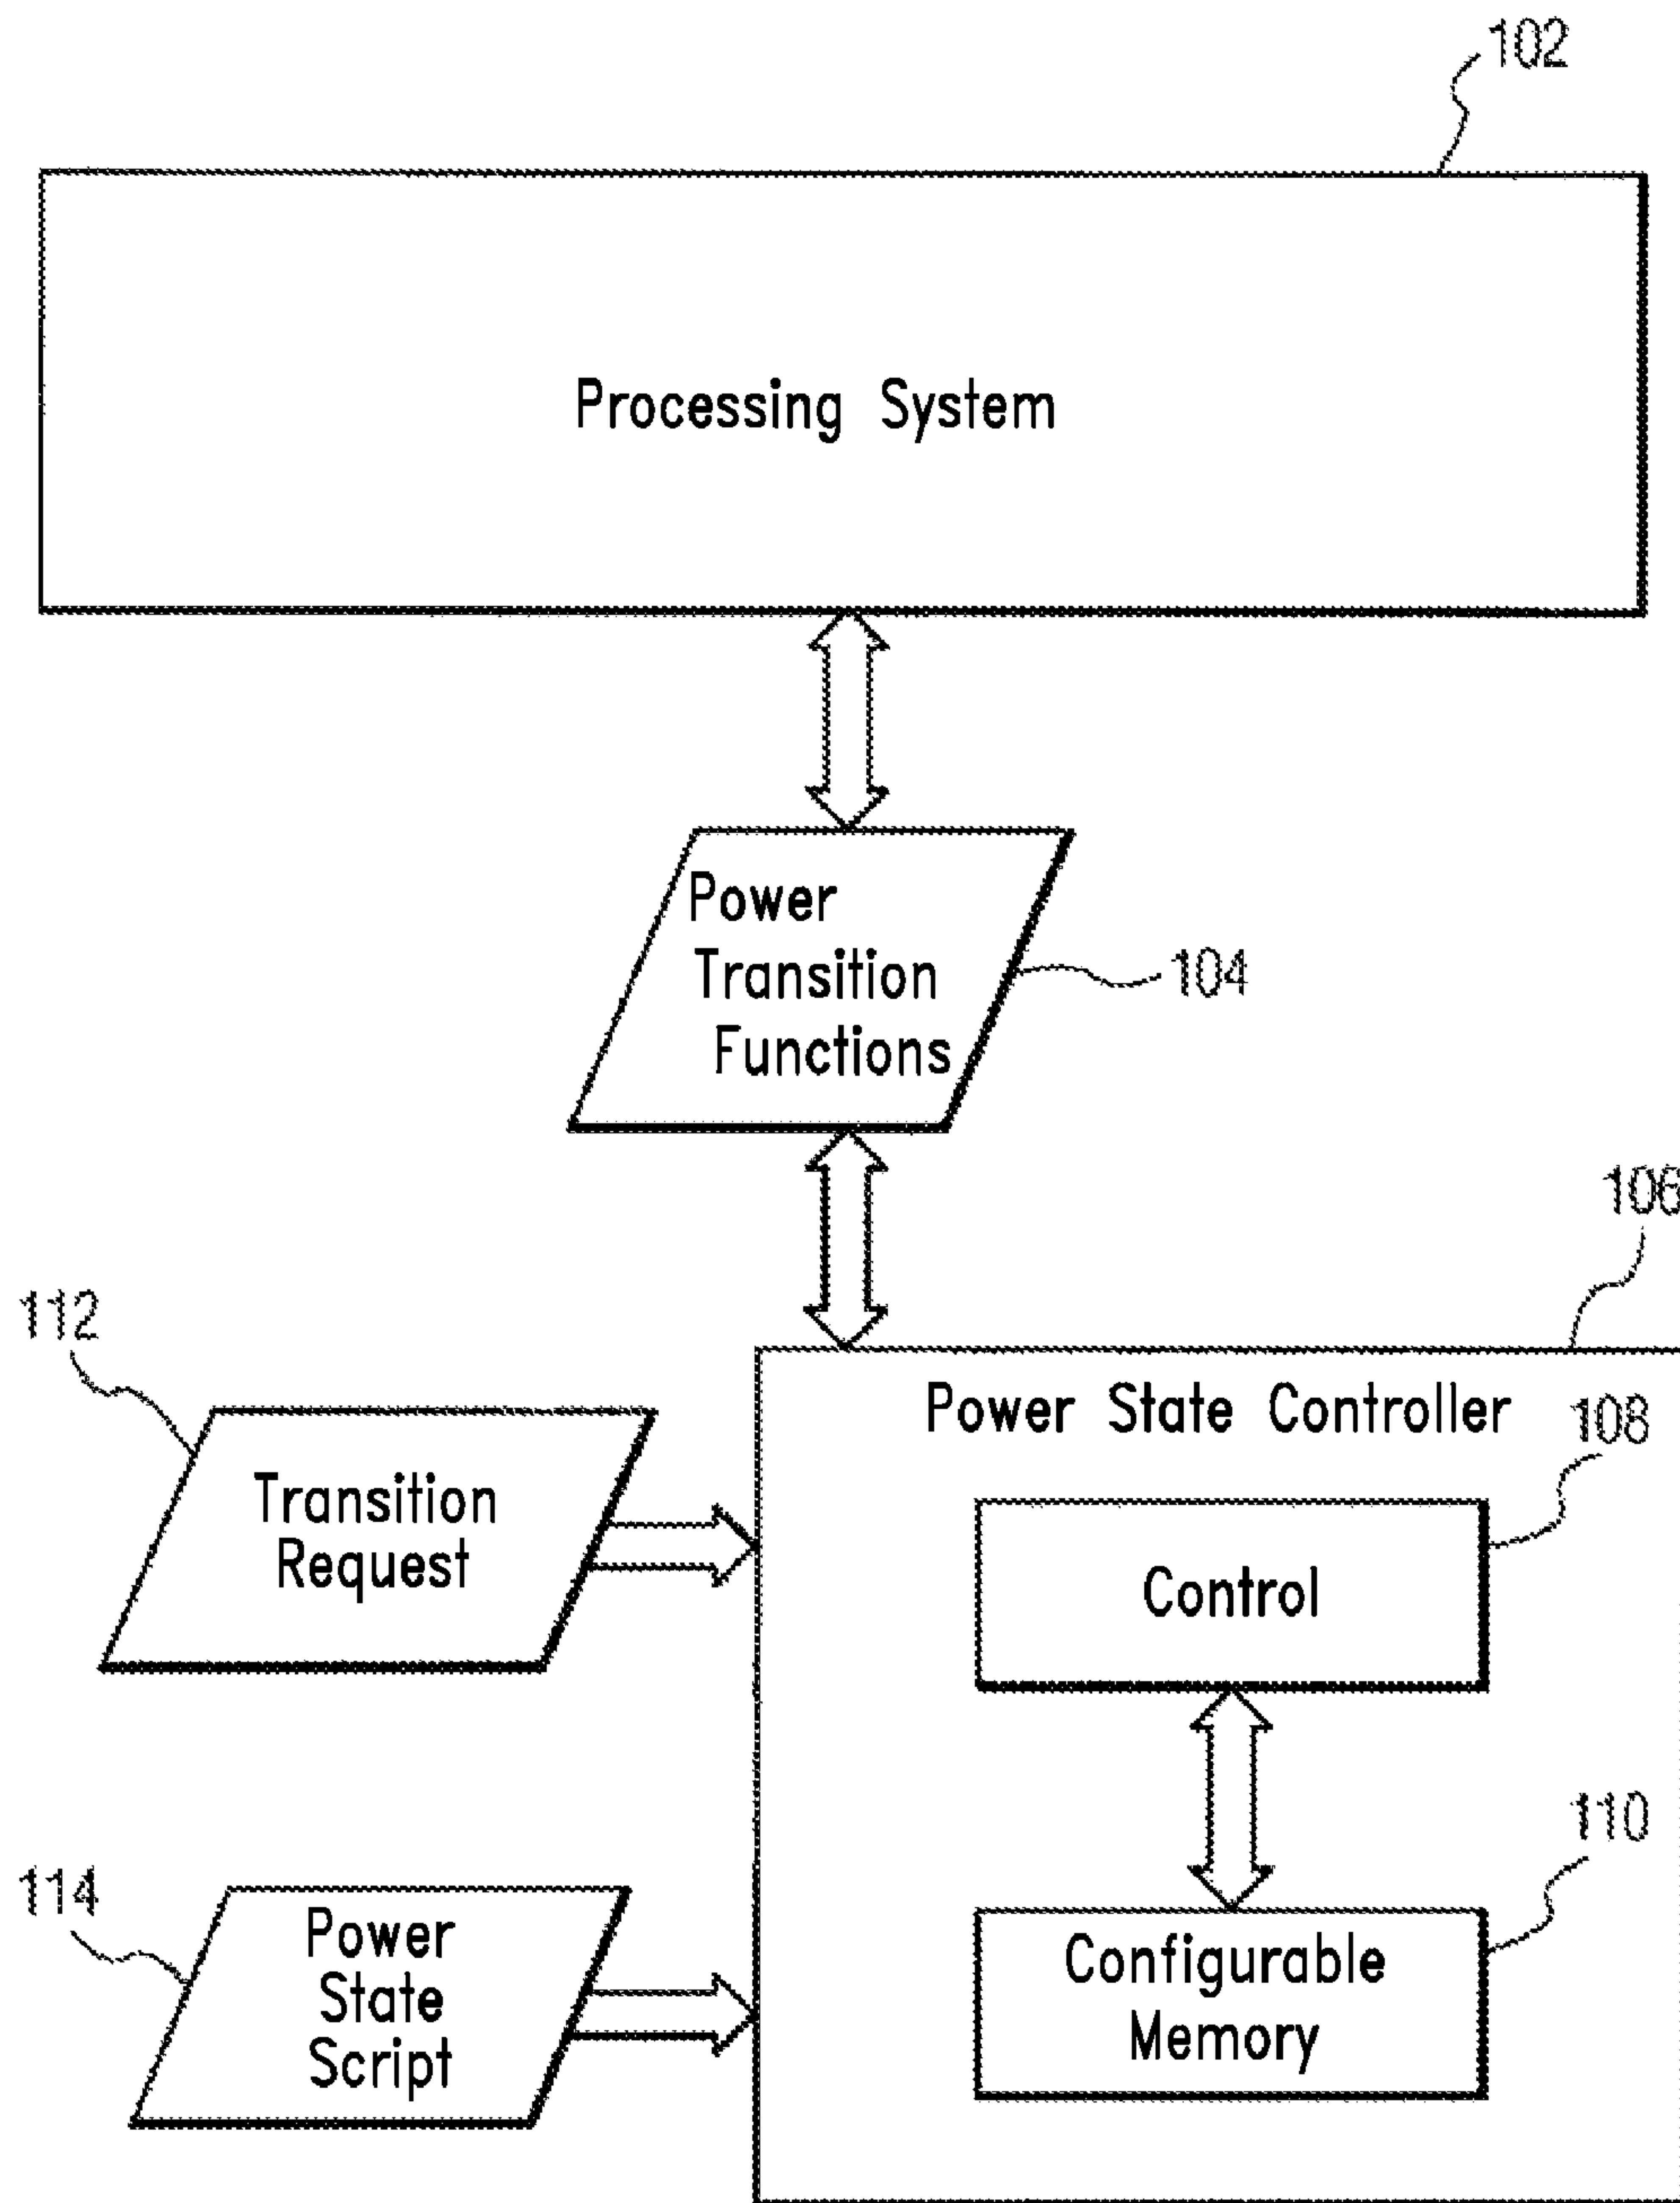 102
Processing System
Power
Transition
Functions
104
106
112
Power State Controller
108
Transition
Request
Control
110
114
Power
State
Script
Configurable
Memory